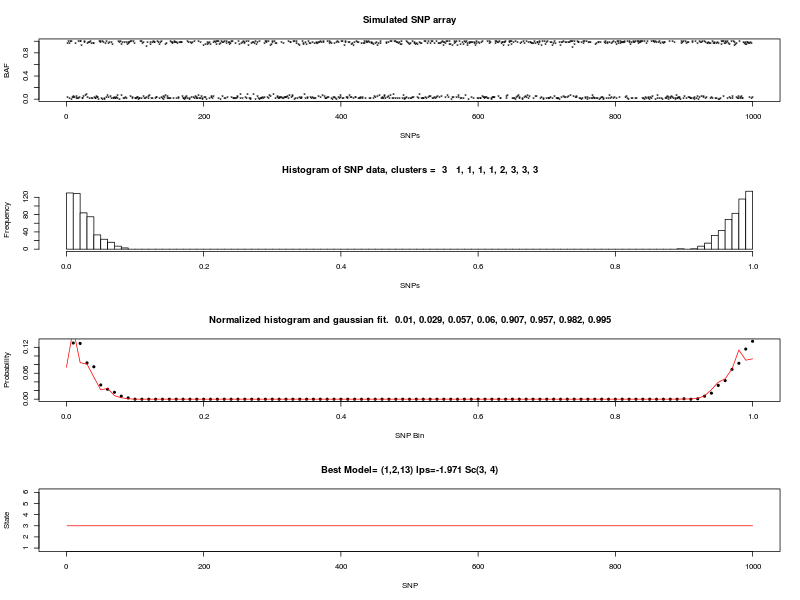 Simulated SNP array
BAF
0.0 0.4 0.8
0 200 400 600 800 1000
SNPs
Histogram of SNP data, clusters = 3 1, 1, 1, 1, 2, 3, 3, 3
Frequency
0 40 80 120
0.0 0.2 0.4 0.6 0.8 1.0
SNPs
Normalized histogram and gaussian fit. 0.01, 0.029, 0.057, 0.06, 0.907, 0.957, 0.982, 0.995
Probability
0.00 0.06 0.12
0.0 0.2 0.4 0.6 0.8 1.0
SNP Bin
Best Model= (1,2,13) lps=-1.971 Sc(3, 4)
State
1 2 3 4 5 6
0 200 400 600 800 1000
SNP